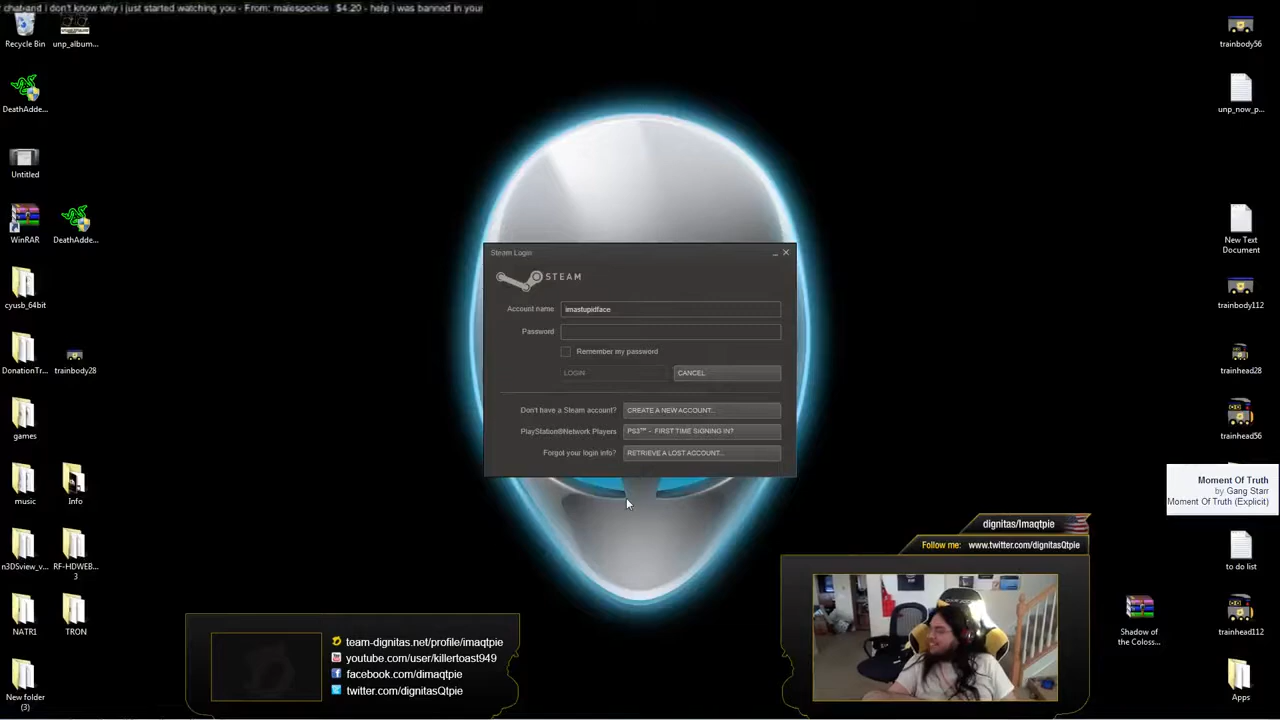 chat and i don't know why i just started watching you - From: malespecies $4.20 - help i was banned in your
Recycle Bin
unp_album...
DeathAdde...
Untitled
WinRAR
DeathAdde...
cyusb_64bit
DonationTr...
trainbody28
games
music
Info
n3DSview_v...
RF-HDWEB...
3
NATR1
TRON
New folder
(3)
Steam Login
STEAM
Account name
imastupidface
Password
Remember my password
LOGIN
CANCEL
Don't have a Steam account?
CREATE A NEW ACCOUNT...
PlayStation®Network Players
PS3™ - FIRST TIME SIGNING IN?
Forgot your login info?
RETRIEVE A LOST ACCOUNT...
trainbody56
unp_now_p...
New Text
Document
trainbody112
trainhead28
trainhead56
Moment Of Truth
by Gang Starr
Moment Of Truth (Explicit)
to do list
Shadow of
the Coloss...
trainhead112
Apps
dignitas/Imaqtpie
Follow me: www.twitter.com/dignitasQtpie
team-dignitas.net/profile/imaqtpie
youtube.com/user/killertoast949
facebook.com/dimaqtpie
twitter.com/dignitasQtpie